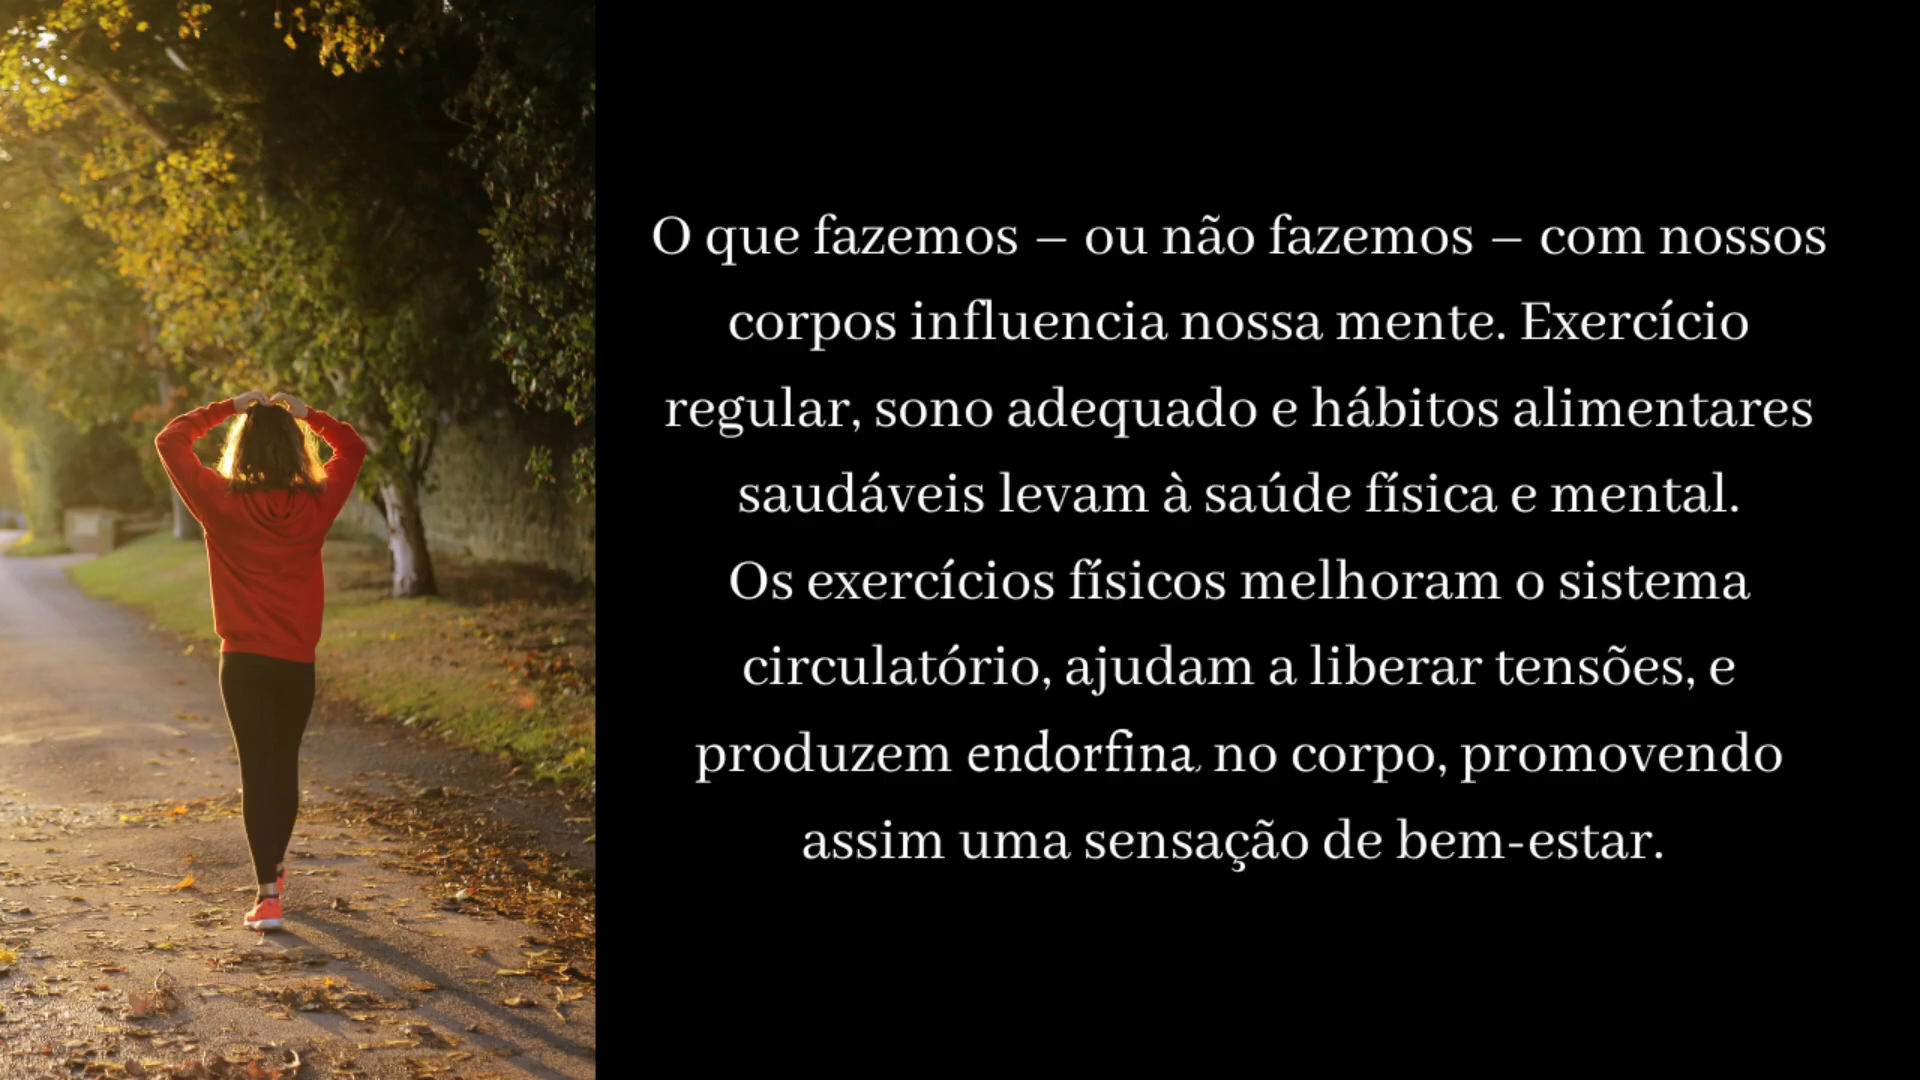 O que fazemos – ou não fazemos – com nossos
corpos influencia nossa mente. Exercício
regular, sono adequado e hábitos alimentares
saudáveis levam à saúde física e mental.
Os exercícios físicos melhoram o sistema
circulatório, ajudam a liberar tensões, e
produzem endorfina, no corpo, promovendo
assim uma sensação de bem-estar.